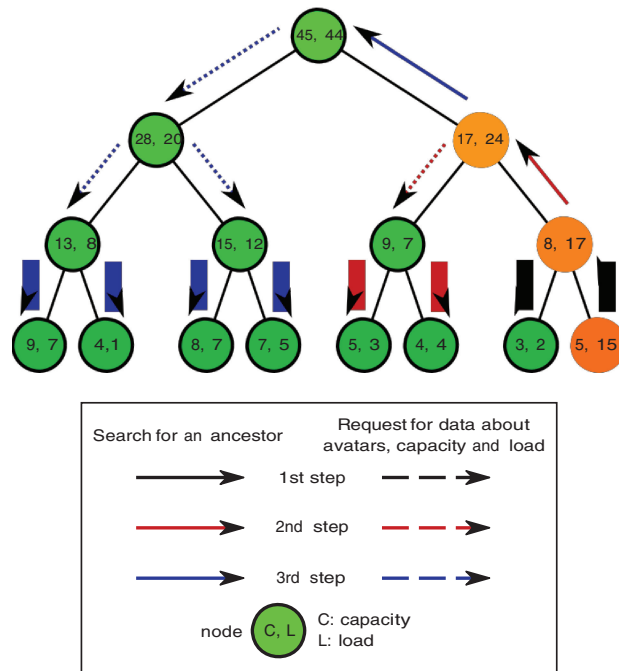 45, 44
28, 20
17, 24
13, 8
15, 12
9, 7
8, 17
9, 7
4,1
8, 7
7, 5
5, 3
4, 4
3, 2
5, 15
Search for an ancestor
Request for data about
avatars, capacity and load
1st step
2nd step
3rd step
node
C, L
C: capacity
L: load